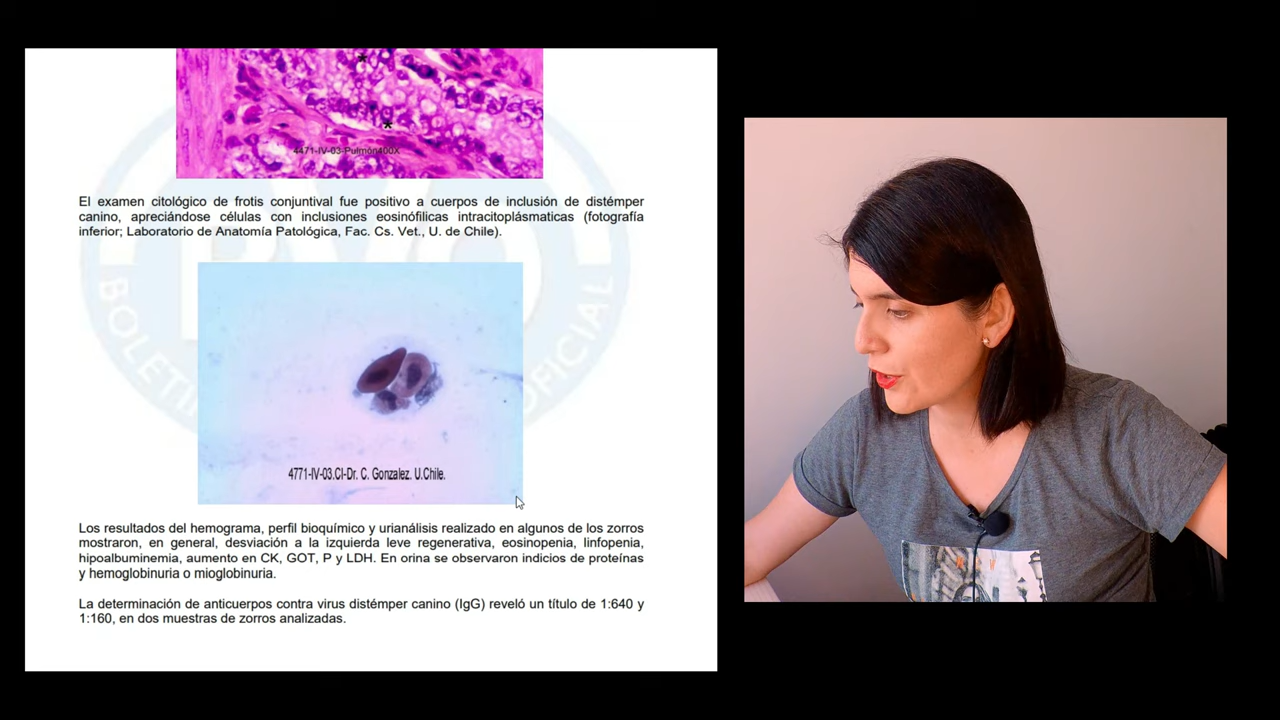 4471-IV-03-Pulmón400X
El examen citológico de frotis conjuntival fue positivo a cuerpos de inclusión de distémper
canino, apreciándose células con inclusiones eosinófilicas intracitoplásmaticas (fotografía
inferior; Laboratorio de Anatomía Patológica, Fac. Cs. Vet., U. de Chile).
4771-IV-03.CI-Dr. C. Gonzalez. U.Chile.
Los resultados del hemograma, perfil bioquímico y urianálisis realizado en algunos de los zorros
mostraron, en general, desviación a la izquierda leve regenerativa, eosinopenia, linfopenia,
hipoalbuminemia, aumento en CK, GOT, P y LDH. En orina se observaron indicios de proteínas
y hemoglobinuria o mioglobinuria.
La determinación de anticuerpos contra virus distémper canino (IgG) reveló un título de 1:640 y
1:160, en dos muestras de zorros analizadas.